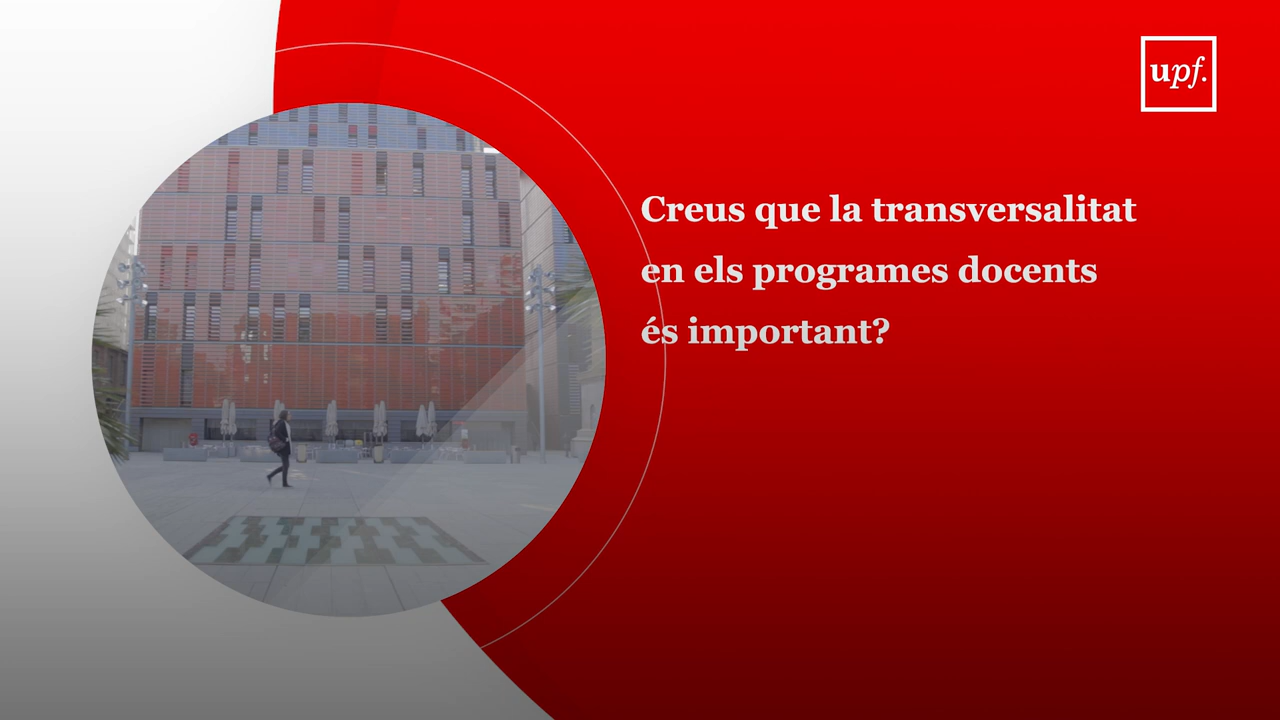 upf.
Creus que la transversalitat
en els programes docents
és important?